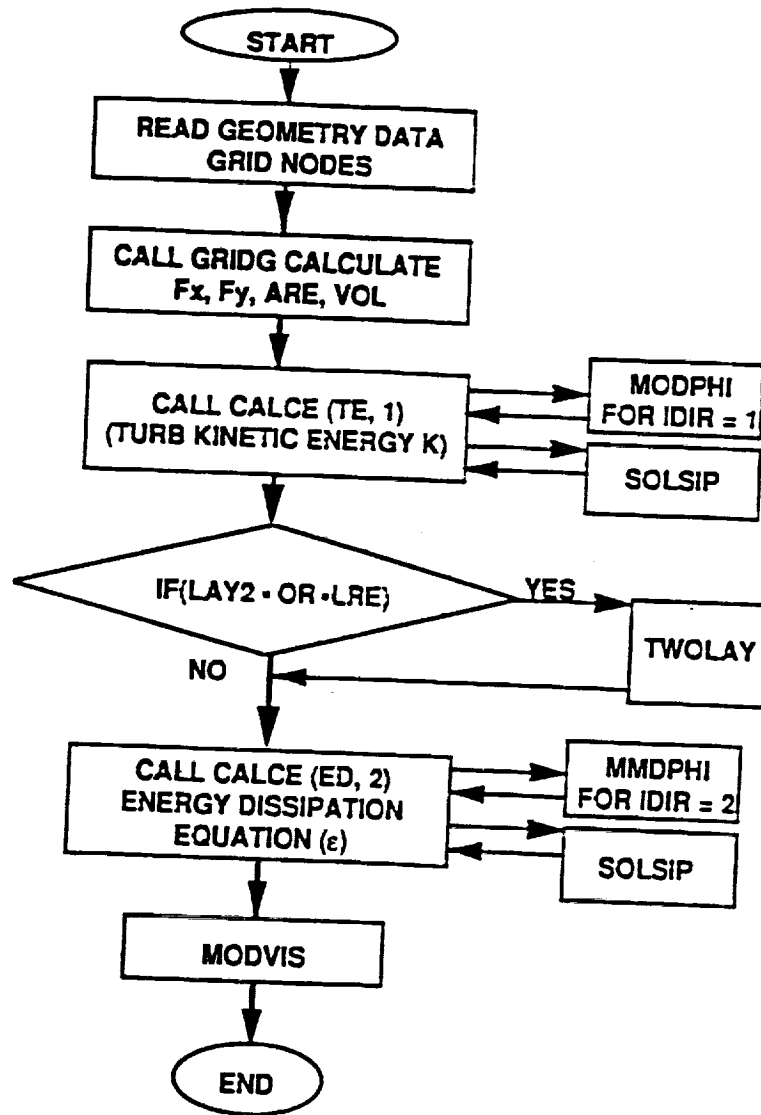 START
READ GEOMETRY DATA
GRID NODES
CALL GRIDG CALCULATE
Fx, Fy, ARE, VOL
CALL CALCE (TE, 1)
(TURB KINETIC ENERGY K)
MODPHI
FOR IDIR = 1
SOLSIP
IF(LAY2 • OR •LRE)
YES
TWOLAY
NO
CALL CALCE (ED, 2)
ENERGY DISSIPATION
EQUATION (ε)
MMDPHI
FOR IDIR = 2
SOLSIP
MODVIS
END